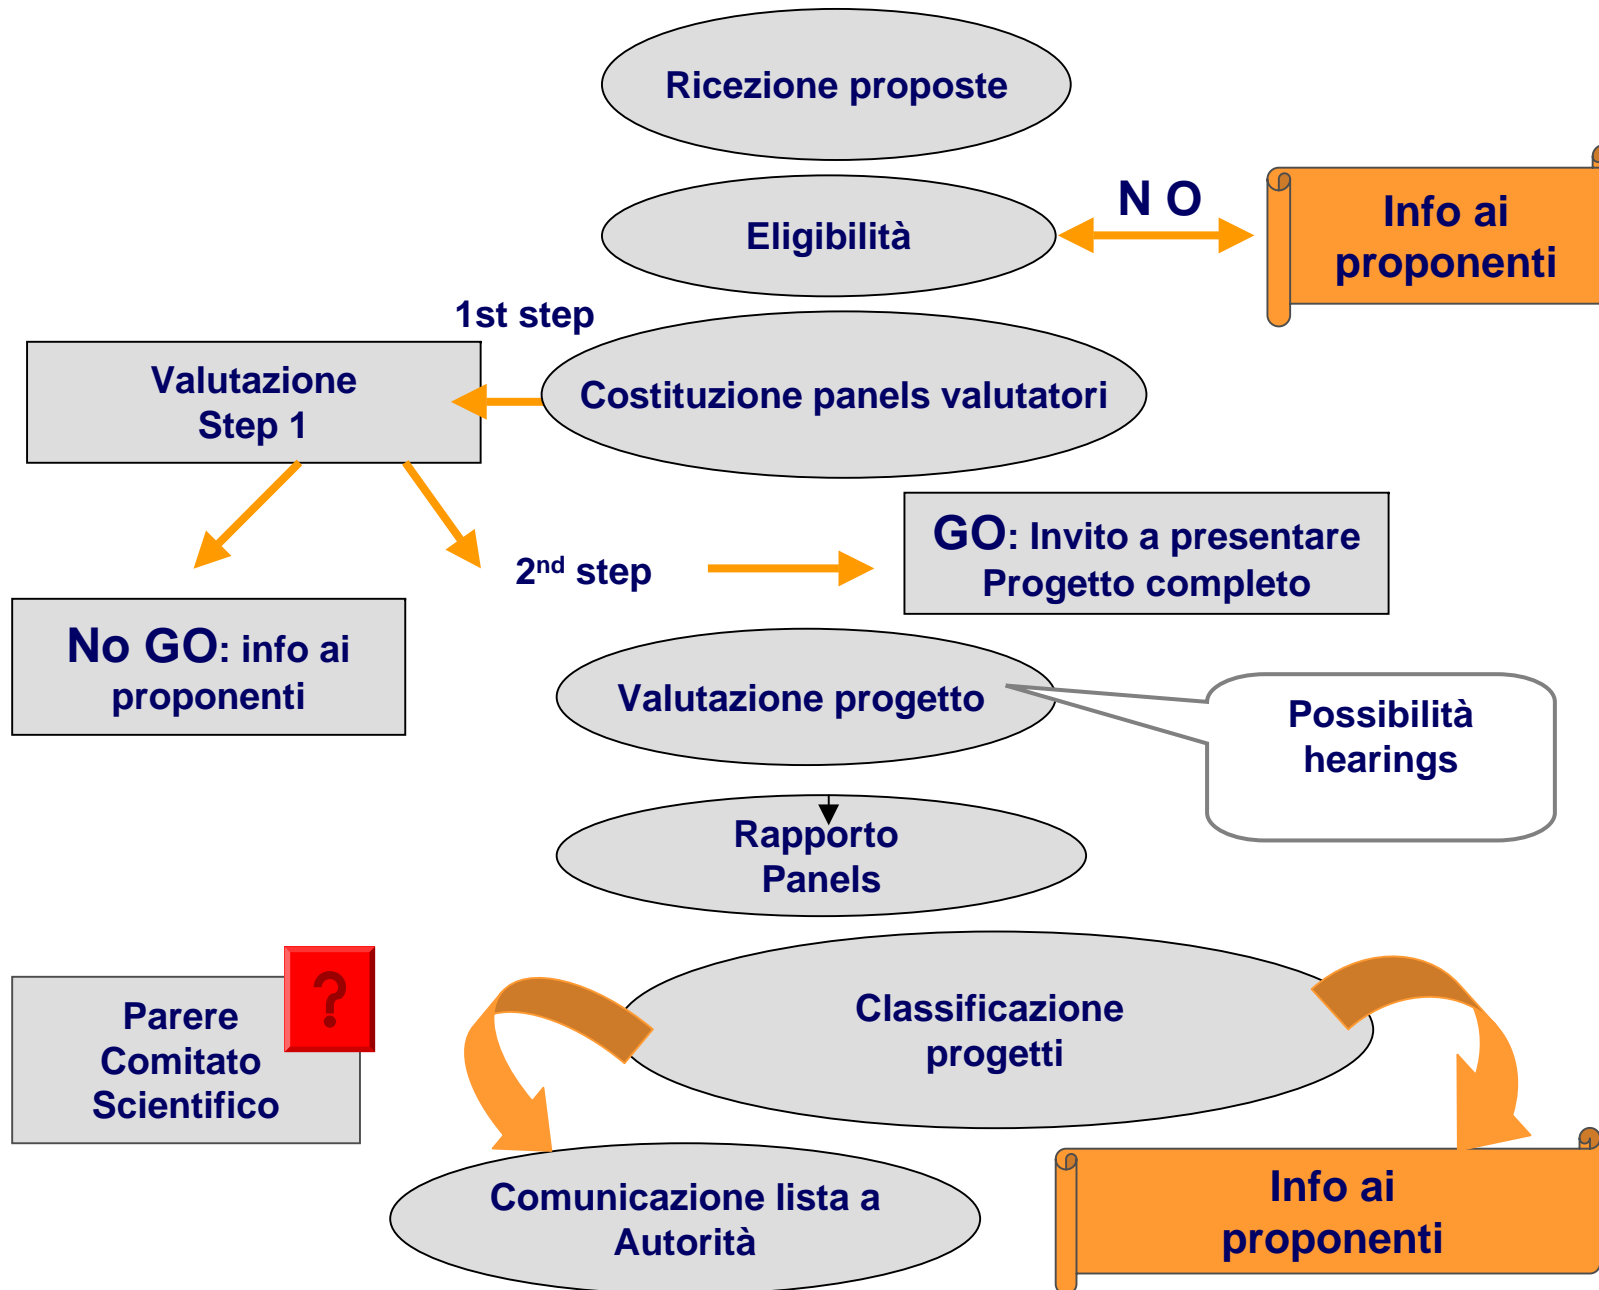 Ricezione proposte
N O
Info ai
proponenti
Eligibilità
1st step
Valutazione
Step 1
Costituzione panels valutatori
GO: Invito a presentare
Progetto completo
2nd step
No GO: info ai
proponenti
Valutazione progetto
Possibilità
hearings
Rapporto
Panels
?
Parere
Comitato
Scientifico
Classificazione
progetti
Comunicazione lista a
Autorità
Info ai
proponenti